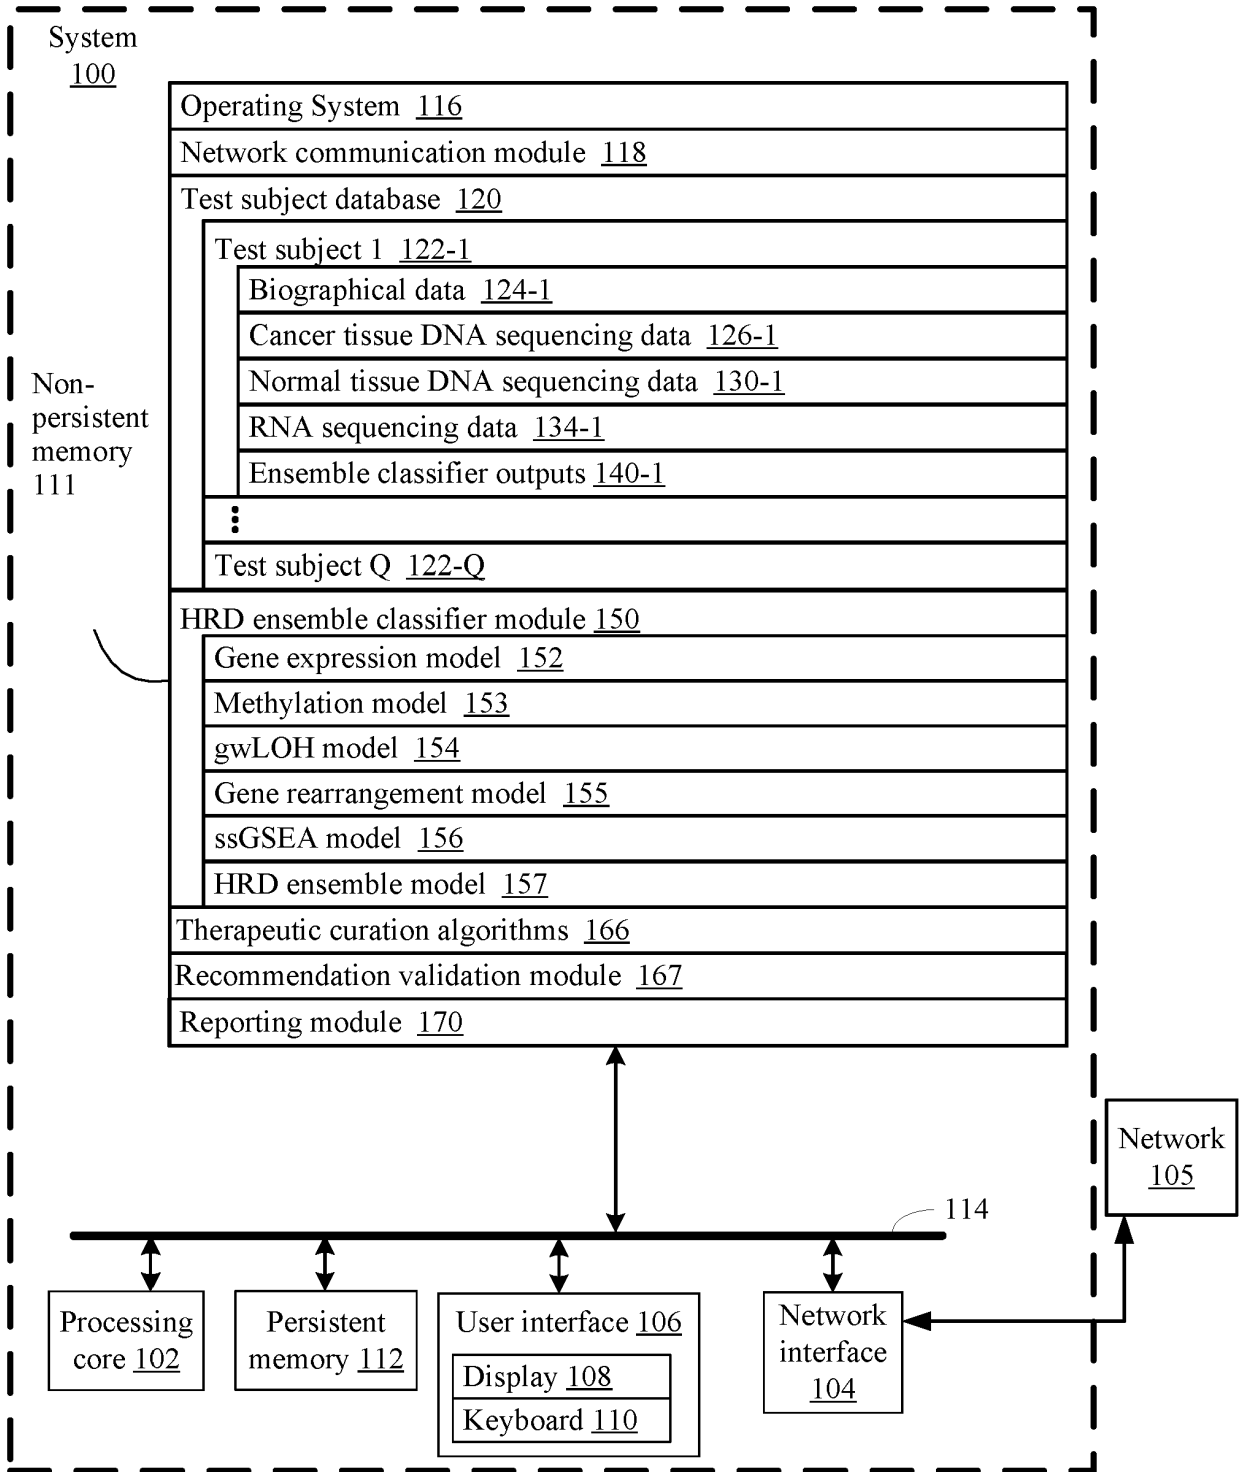 System
100
Operating System 116
Network communication module 118
Test subject database 120
Test subject 1 122-1
Biographical data 124-1
Cancer tissue DNA sequencing data 126-1
Normal tissue DNA sequencing data 130-1
RNA sequencing data 134-1
Ensemble classifier outputs 140-1
Test subject Q 122-Q
Non-
persistent
memory
111
HRD ensemble classifier module 150
Gene expression model 152
Methylation model 153
gwLOH model 154
Gene rearrangement model 155
ssGSEA model 156
HRD ensemble model 157
Therapeutic curation algorithms 166
Recommendation validation module 167
Reporting module 170
Network
105
114
Processing
core 102
Persistent
memory 112
User interface 106
Display 108
Keyboard 110
Network
interface
104